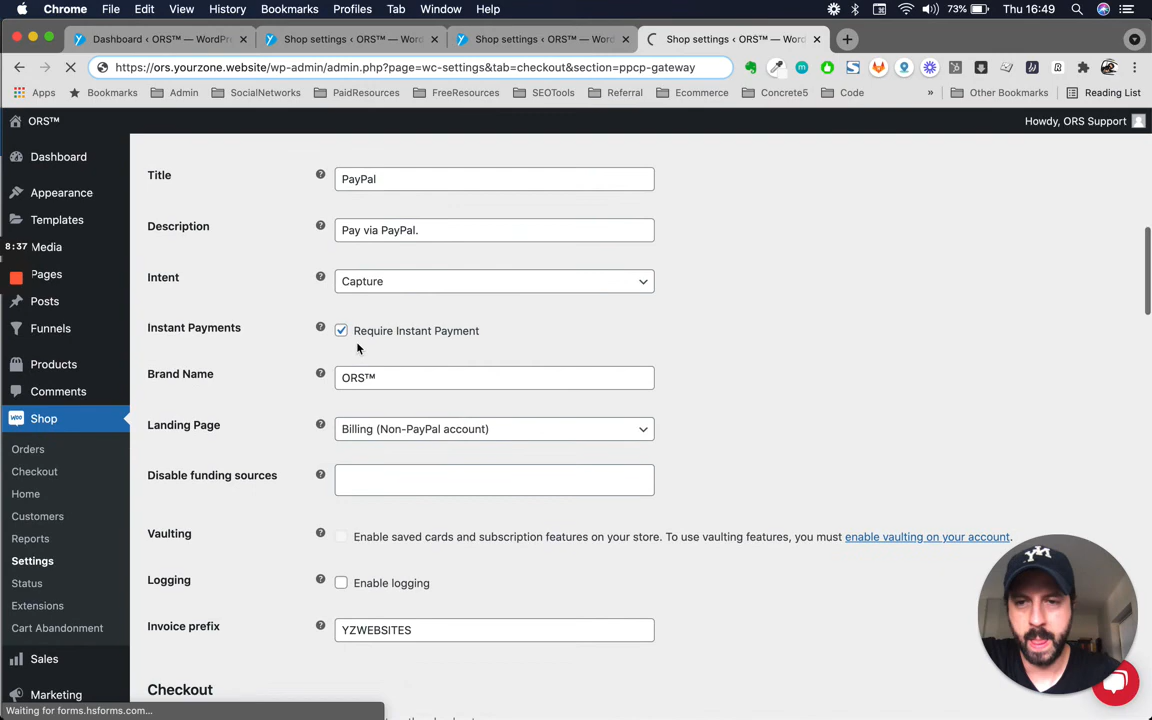 Chrome File Edit View History Bookmarks Profiles Tab Window Help 73% Thu 16:49
Dashboard ‹ ORS™ — WordPr Shop settings ‹ ORS™ — Word Shop settings ‹ ORS™ — Word Shop settings ‹ ORS™ — Word
https://ors.yourzone.website/wp-admin/admin.php?page=wc-settings&tab=checkout&section=ppcp-gateway
Apps Bookmarks Admin SocialNetworks PaidResources FreeResources SEOTools Referral Ecommerce Concrete5 Code » Other Bookmarks Reading List
ORS™ Howdy, ORS Support
Dashboard
Appearance
Templates
8:37 Media
Pages
Posts
Funnels
Products
Comments
Shop
Orders
Checkout
Home
Customers
Reports
Settings
Status
Extensions
Cart Abandonment
Sales
Marketing
Title PayPal
Description Pay via PayPal.
Intent Capture
Instant Payments Require Instant Payment
Brand Name ORS™
Landing Page Billing (Non-PayPal account)
Disable funding sources
Vaulting Enable saved cards and subscription features on your store. To use vaulting features, you must enable vaulting on your account.
Logging Enable logging
Invoice prefix YZWEBSITES
Checkout
Waiting for forms.hsforms.com...